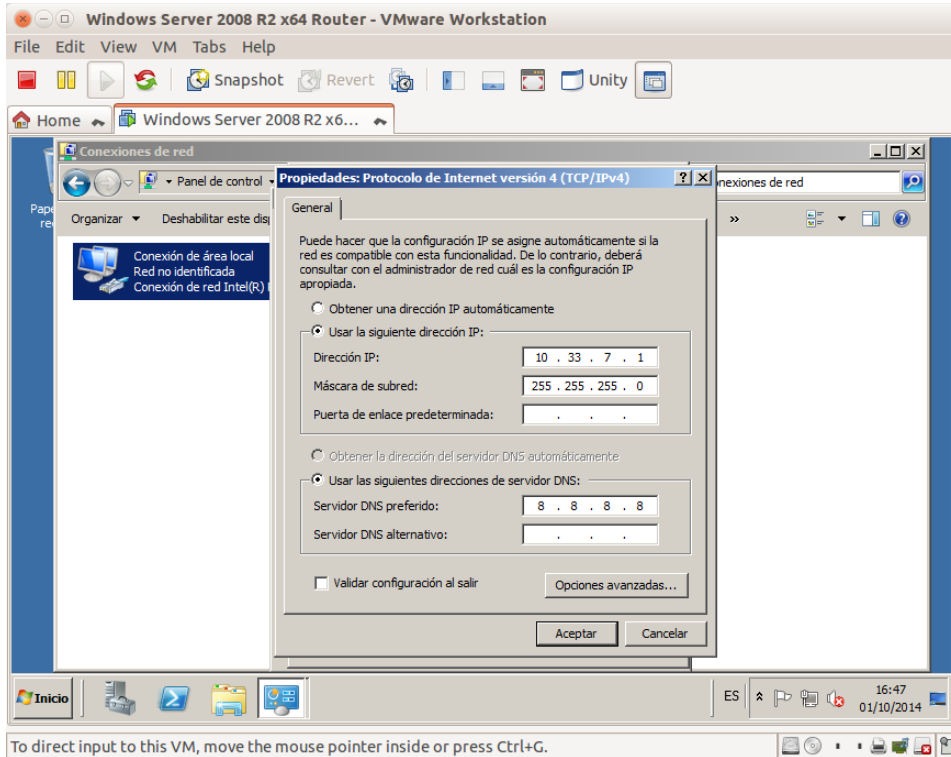 Windows Server 2008 R2 x64 Router - VMware Workstation
File Edit View VM Tabs Help
Snapshot Revert Unity
Home Windows Server 2008 R2 x6...
Conexiones de red
Panel de control
Propiedades: Protocolo de Internet versión 4 (TCP/IPv4)
nexiones de red
Organizar Deshabilitar este dis
»
General
Puede hacer que la configuración IP se asigne automáticamente si la
red es compatible con esta funcionalidad. De lo contrario, deberá
consultar con el administrador de red cuál es la configuración IP
apropiada.
Conexión de área local
Red no identificada
Conexión de red Intel(R)
Obtener una dirección IP automáticamente
Usar la siguiente dirección IP:
Dirección IP: 10 . 33 . 7 . 1
Máscara de subred: 255 . 255 . 255 . 0
Puerta de enlace predeterminada: . . .
Obtener la dirección del servidor DNS automáticamente
Usar las siguientes direcciones de servidor DNS:
Servidor DNS preferido: 8 . 8 . 8 . 8
Servidor DNS alternativo: . . .
Validar configuración al salir
Opciones avanzadas...
Aceptar Cancelar
Inicio
ES
16:47
01/10/2014
To direct input to this VM, move the mouse pointer inside or press Ctrl+G.